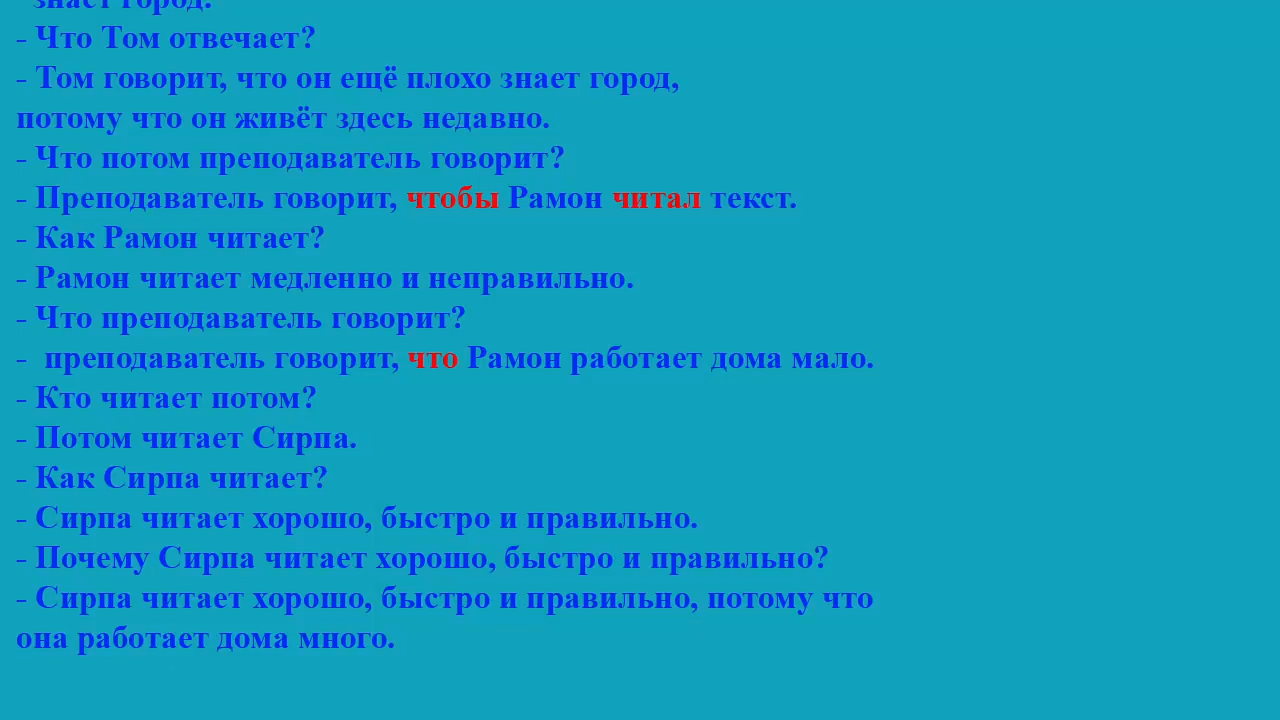 знает город.
- Что Том отвечает?
- Том говорит, что он ещё плохо знает город,
потому что он живёт здесь недавно.
- Что потом преподаватель говорит?
- Преподаватель говорит, чтобы Рамон читал текст.
- Как Рамон читает?
- Рамон читает медленно и неправильно.
- Что преподаватель говорит?
-  преподаватель говорит, что Рамон работает дома мало.
- Кто читает потом?
- Потом читает Сирпа.
- Как Сирпа читает?
- Сирпа читает хорошо, быстро и правильно.
- Почему Сирпа читает хорошо, быстро и правильно?
- Сирпа читает хорошо, быстро и правильно, потому что
она работает дома много.